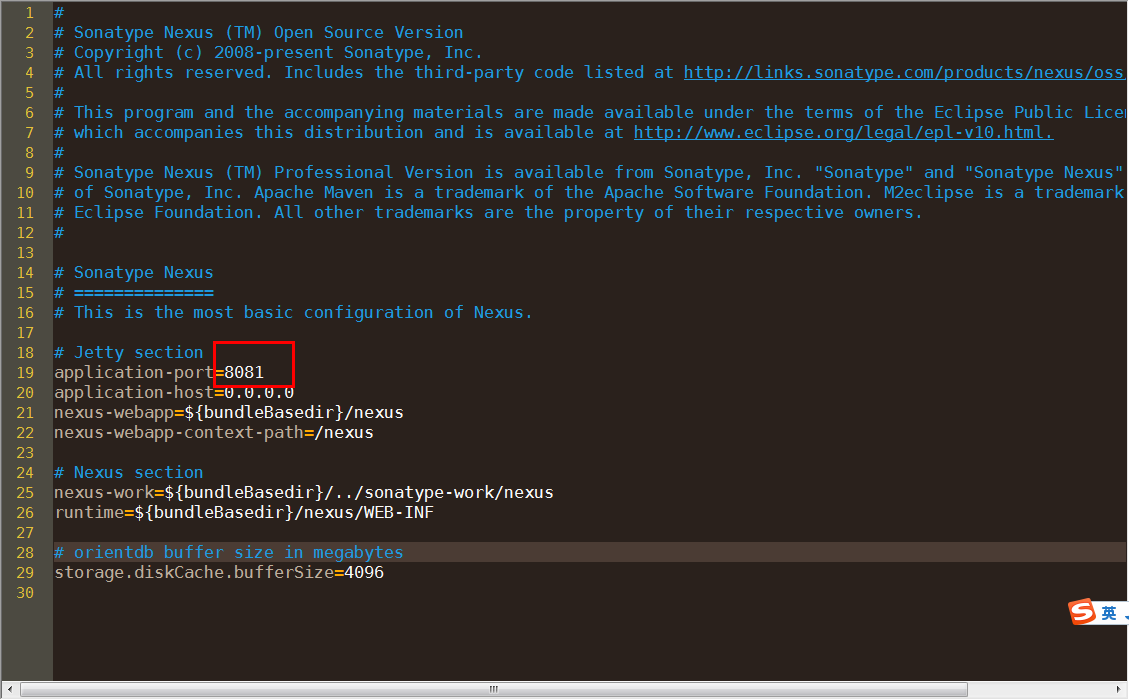 1 #
2 # Sonatype Nexus (TM) Open Source Version
3 # Copyright (c) 2008-present Sonatype, Inc.
4 # All rights reserved. Includes the third-party code listed at http://links.sonatype.com/products/nexus/oss
5 #
6 # This program and the accompanying materials are made available under the terms of the Eclipse Public Lice
7 # which accompanies this distribution and is available at http://www.eclipse.org/legal/epl-v10.html.
8 #
9 # Sonatype Nexus (TM) Professional Version is available from Sonatype, Inc. "Sonatype" and "Sonatype Nexus"
10 # of Sonatype, Inc. Apache Maven is a trademark of the Apache Software Foundation. M2eclipse is a trademark
11 # Eclipse Foundation. All other trademarks are the property of their respective owners.
12 #
13
14 # Sonatype Nexus
15 # ==============
16 # This is the most basic configuration of Nexus.
17
18 # Jetty section
19 application-port=8081
20 application-host=0.0.0.0
21 nexus-webapp=${bundleBasedir}/nexus
22 nexus-webapp-context-path=/nexus
23
24 # Nexus section
25 nexus-work=${bundleBasedir}/../sonatype-work/nexus
26 runtime=${bundleBasedir}/nexus/WEB-INF
27
28 # orientdb buffer size in megabytes
29 storage.diskCache.bufferSize=4096
30
S 英